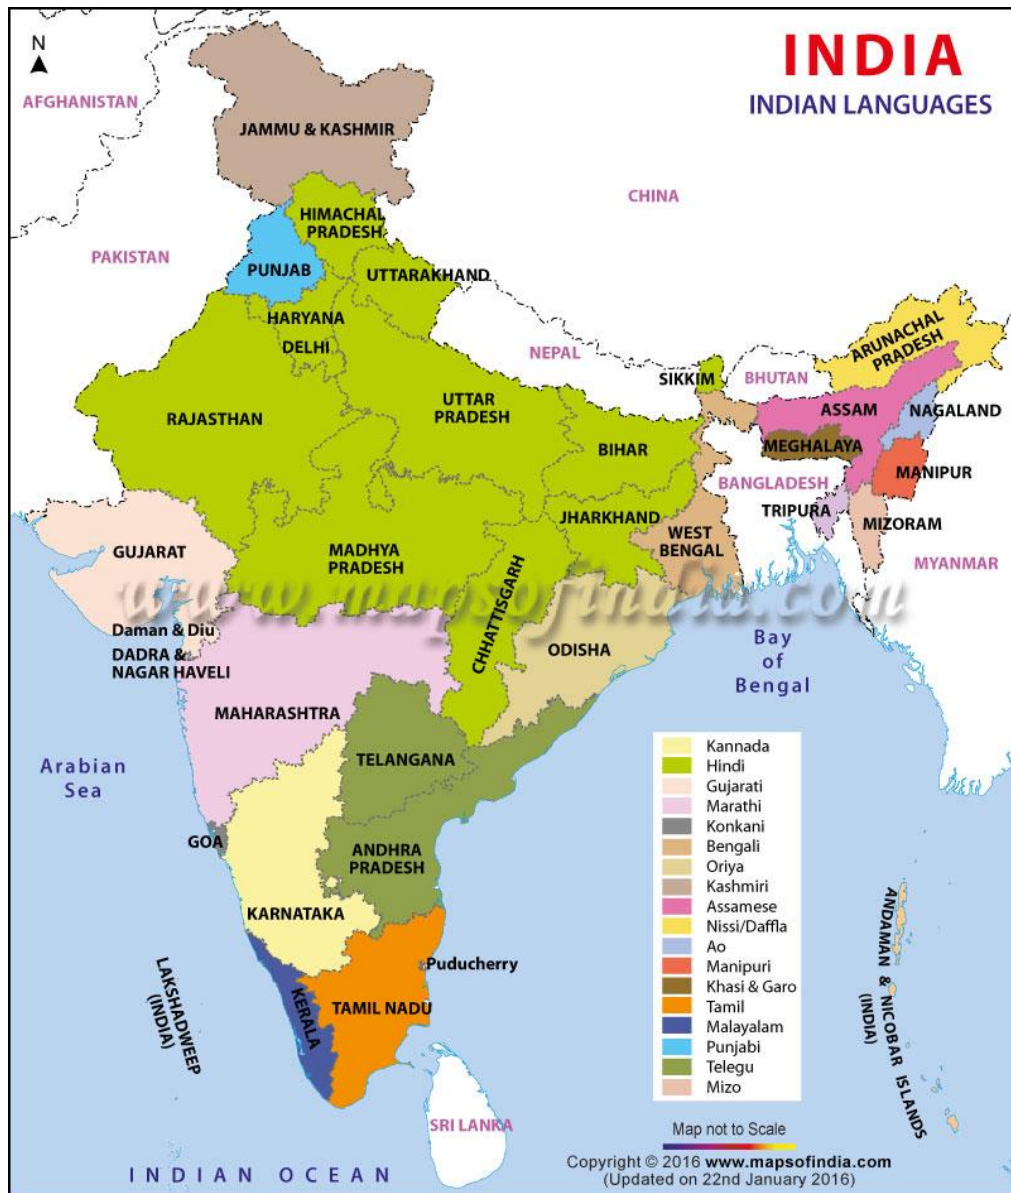 INDIA
INDIAN LANGUAGES
N
AFGHANISTAN
JAMMU & KASHMIR
CHINA
HIMACHAL
PRADESH
PAKISTAN
PUNJAB
UTTARAKHAND
HARYANA
DELHI
NEPAL
ARUNACHAL
PRADESH
SIKKIM
BHUTAN
RAJASTHAN
UTTAR
PRADESH
ASSAM
NAGALAND
BIHAR
MEGHALAYA
MANIPUR
BANGLADESH
JHARKHAND
TRIPURA
MIZORAM
WEST
BENGAL
GUJARAT
MADHYA
PRADESH
MYANMAR
www.mapsofindia.com
CHHATTISGARH
Daman & Diu
DADRA &
NAGAR HAVELI
ODISHA
Bay
of
Bengal
MAHARASHTRA
Arabian
Sea
TELANGANA
GOA
ANDHRA
PRADESH
KARNATAKA
Puducherry
LAKSHADWEEP
(INDIA)
KERALA
TAMIL NADU
ANDAMAN & NICOBAR ISLANDS
(INDIA)
SRI LANKA
INDIAN OCEAN
Kannada
Hindi
Gujarati
Marathi
Konkani
Bengali
Oriya
Kashmiri
Assamese
Nissi/Daffla
Ao
Manipuri
Khasi & Garo
Tamil
Malayalam
Punjabi
Telegu
Mizo
Map not to Scale
Copyright © 2016 www.mapsofindia.com
(Updated on 22nd January 2016)